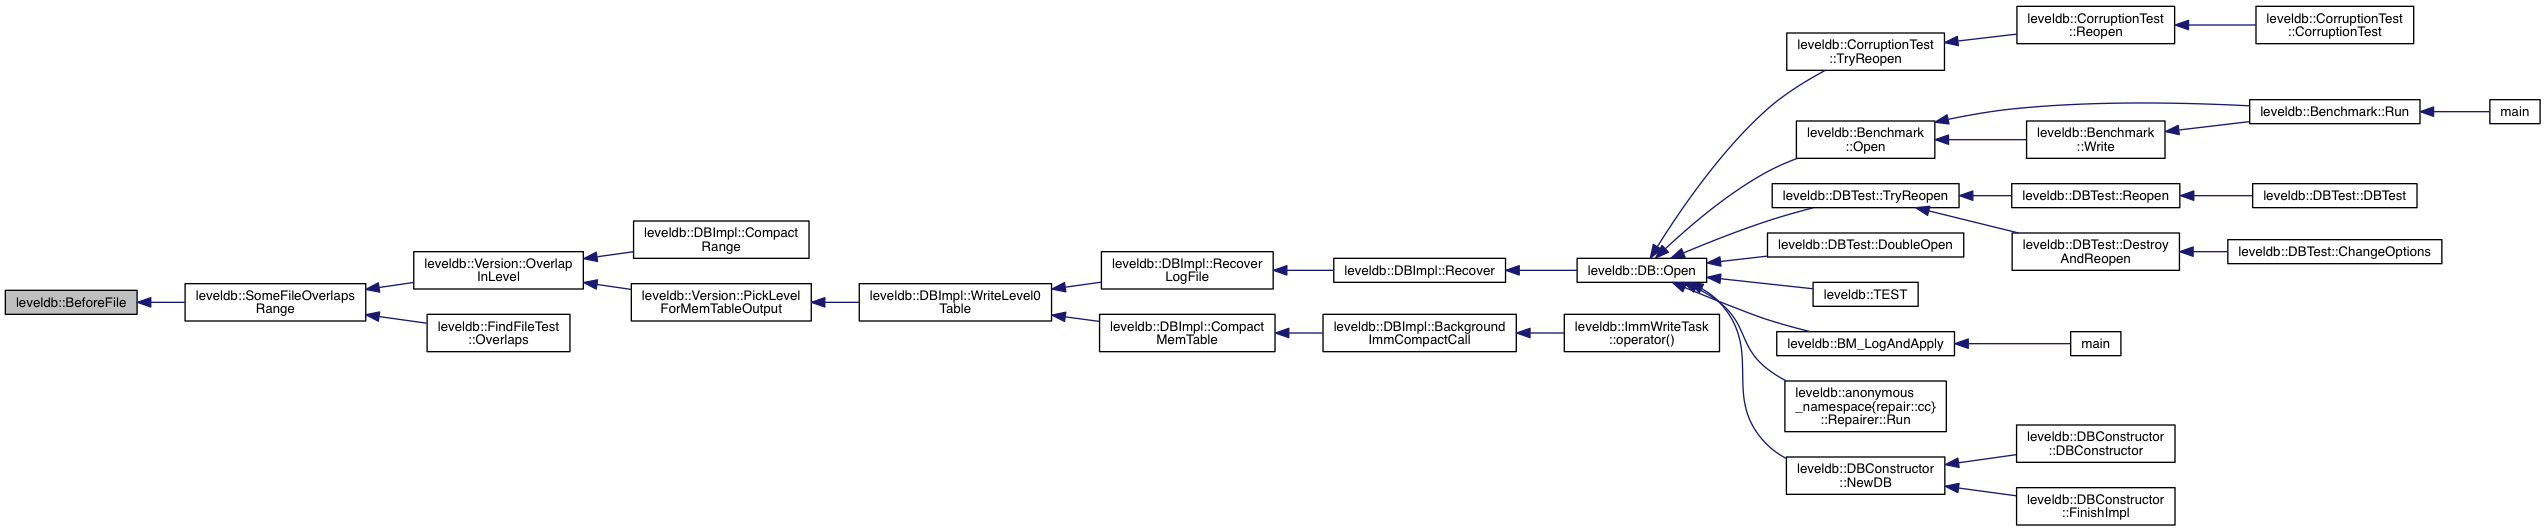 leveldb::BeforeFile
leveldb::SomeFileOverlaps
Range
leveldb::Version::Overlap
InLevel
leveldb::FindFileTest
::Overlaps
leveldb::DBImpl::Compact
Range
leveldb::Version::PickLevel
ForMemTableOutput
leveldb::DBImpl::WriteLevel0
Table
leveldb::DBImpl::Recover
LogFile
leveldb::DBImpl::Compact
MemTable
leveldb::DBImpl::Recover
leveldb::DBImpl::Background
ImmCompactCall
leveldb::DB::Open
leveldb::ImmWriteTask
::operator()
leveldb::CorruptionTest
::TryReopen
leveldb::CorruptionTest
::Reopen
leveldb::CorruptionTest
::CorruptionTest
leveldb::Benchmark
::Open
leveldb::Benchmark
::Write
leveldb::Benchmark::Run
main
leveldb::DBTest::TryReopen
leveldb::DBTest::Reopen
leveldb::DBTest::DBTest
leveldb::DBTest::Destroy
AndReopen
leveldb::DBTest::ChangeOptions
leveldb::DBTest::DoubleOpen
leveldb::TEST
leveldb::BM_LogAndApply
main
leveldb::anonymous
_namespace{repair::cc}
::Repairer::Run
leveldb::DBConstructor
::NewDB
leveldb::DBConstructor
::DBConstructor
leveldb::DBConstructor
::FinishImpl